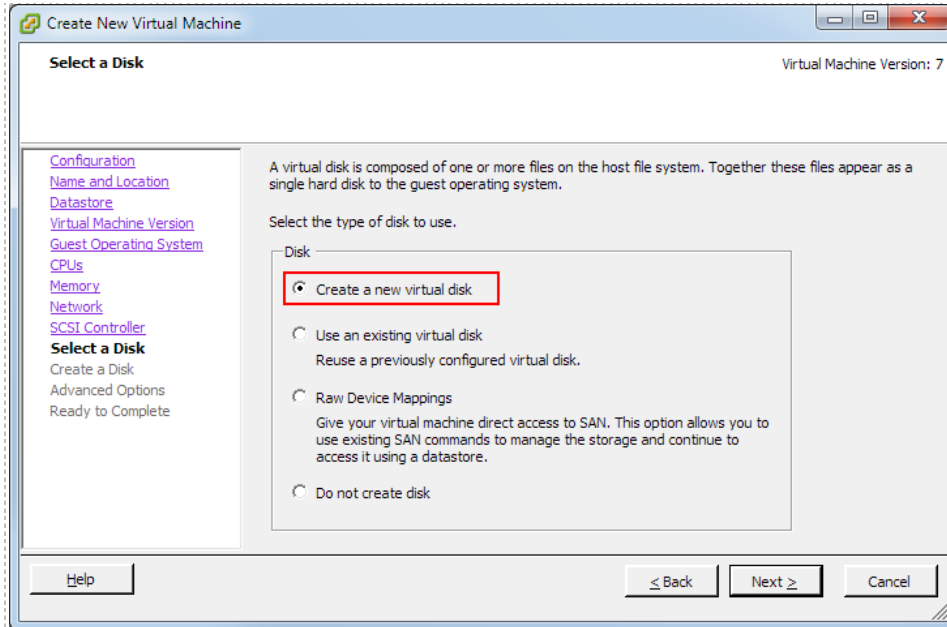 Create New Virtual Machine
Select a Disk
Virtual Machine Version: 7
Configuration
Name and Location
Datastore
Virtual Machine Version
Guest Operating System
CPUs
Memory
Network
SCSI Controller
Select a Disk
Create a Disk
Advanced Options
Ready to Complete
A virtual disk is composed of one or more files on the host file system. Together these files appear as a
single hard disk to the guest operating system.
Select the type of disk to use.
Disk
Create a new virtual disk
Use an existing virtual disk
Reuse a previously configured virtual disk.
Raw Device Mappings
Give your virtual machine direct access to SAN. This option allows you to
use existing SAN commands to manage the storage and continue to
access it using a datastore.
Do not create disk
Help
< Back
Next >
Cancel